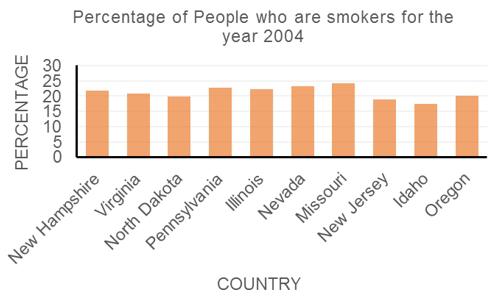 Percentage of People who are smokers for the
year 2004
PERCENTAGE
30
25
20
15
10
5
0
New Hampshire
Virginia
North Dakota
Pennsylvania
Illinois
Nevada
Missouri
New Jersey
Idaho
Oregon
COUNTRY